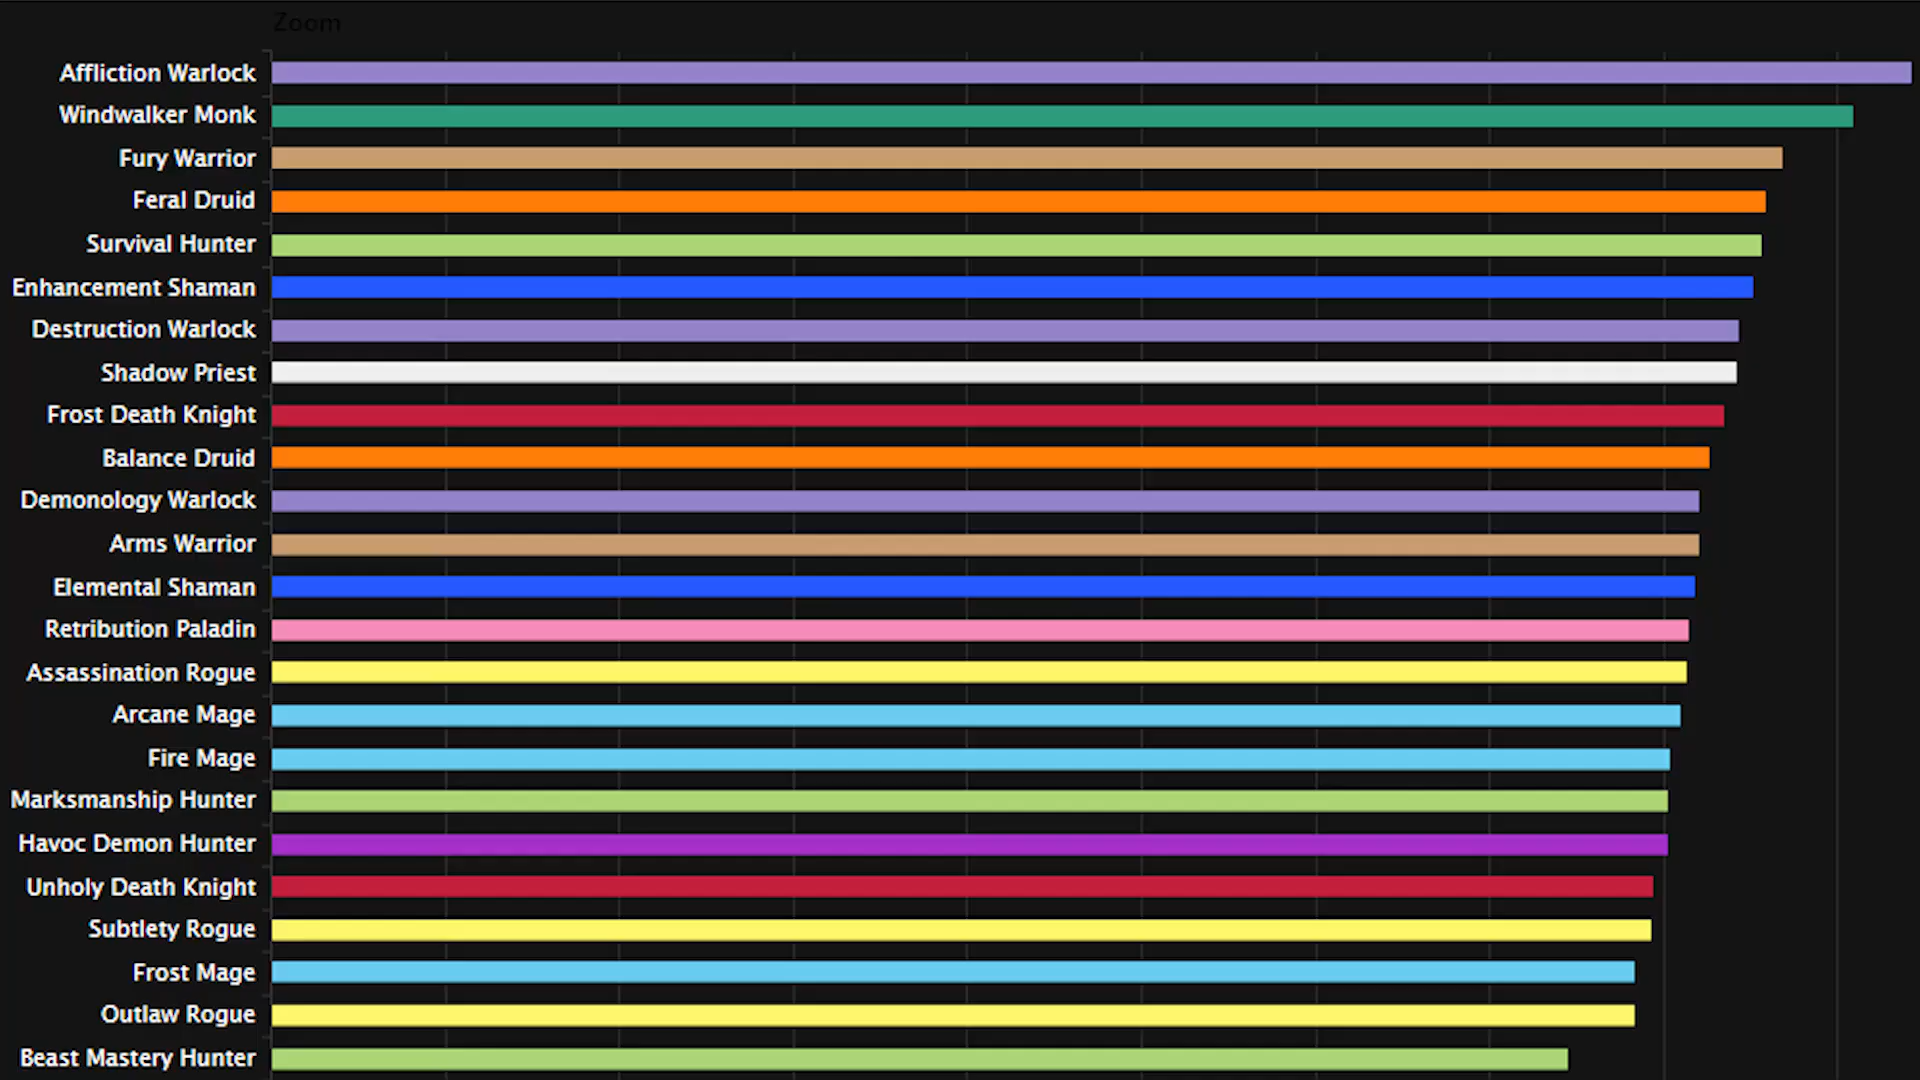 Zoom
Affliction Warlock
Windwalker Monk
Fury Warrior
Feral Druid
Survival Hunter
Enhancement Shaman
Destruction Warlock
Shadow Priest
Frost Death Knight
Balance Druid
Demonology Warlock
Arms Warrior
Elemental Shaman
Retribution Paladin
Assassination Rogue
Arcane Mage
Fire Mage
Marksmanship Hunter
Havoc Demon Hunter
Unholy Death Knight
Subtlety Rogue
Frost Mage
Outlaw Rogue
Beast Mastery Hunter